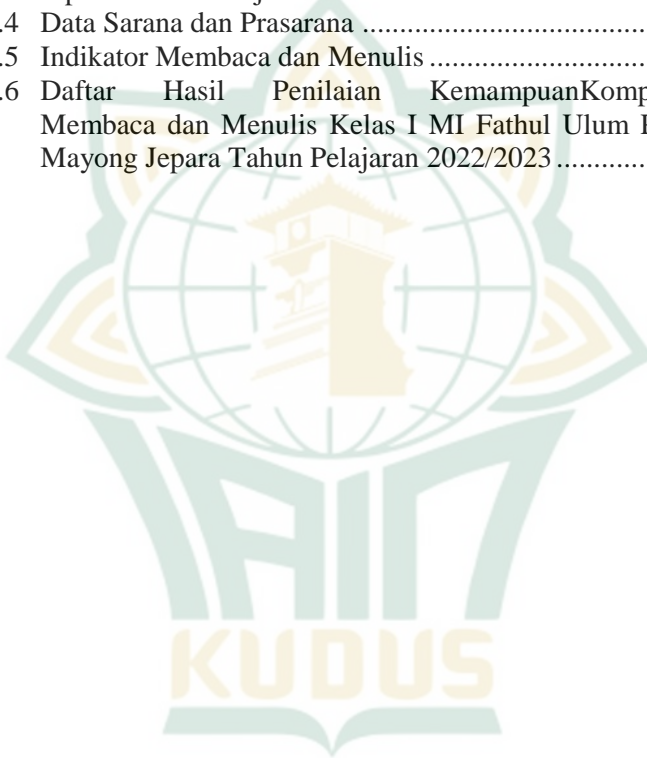 .4 Data Sarana dan Prasarana ....................................
.5 Indikator Membaca dan Menulis ...........................
.6 Daftar Hasil Penilaian
Membaca dan Menulis Kelas I MI Fathul Ulum
Mayong Jepara Tahun Pelajaran 2022/2023 .............
IAIN
KUDUS